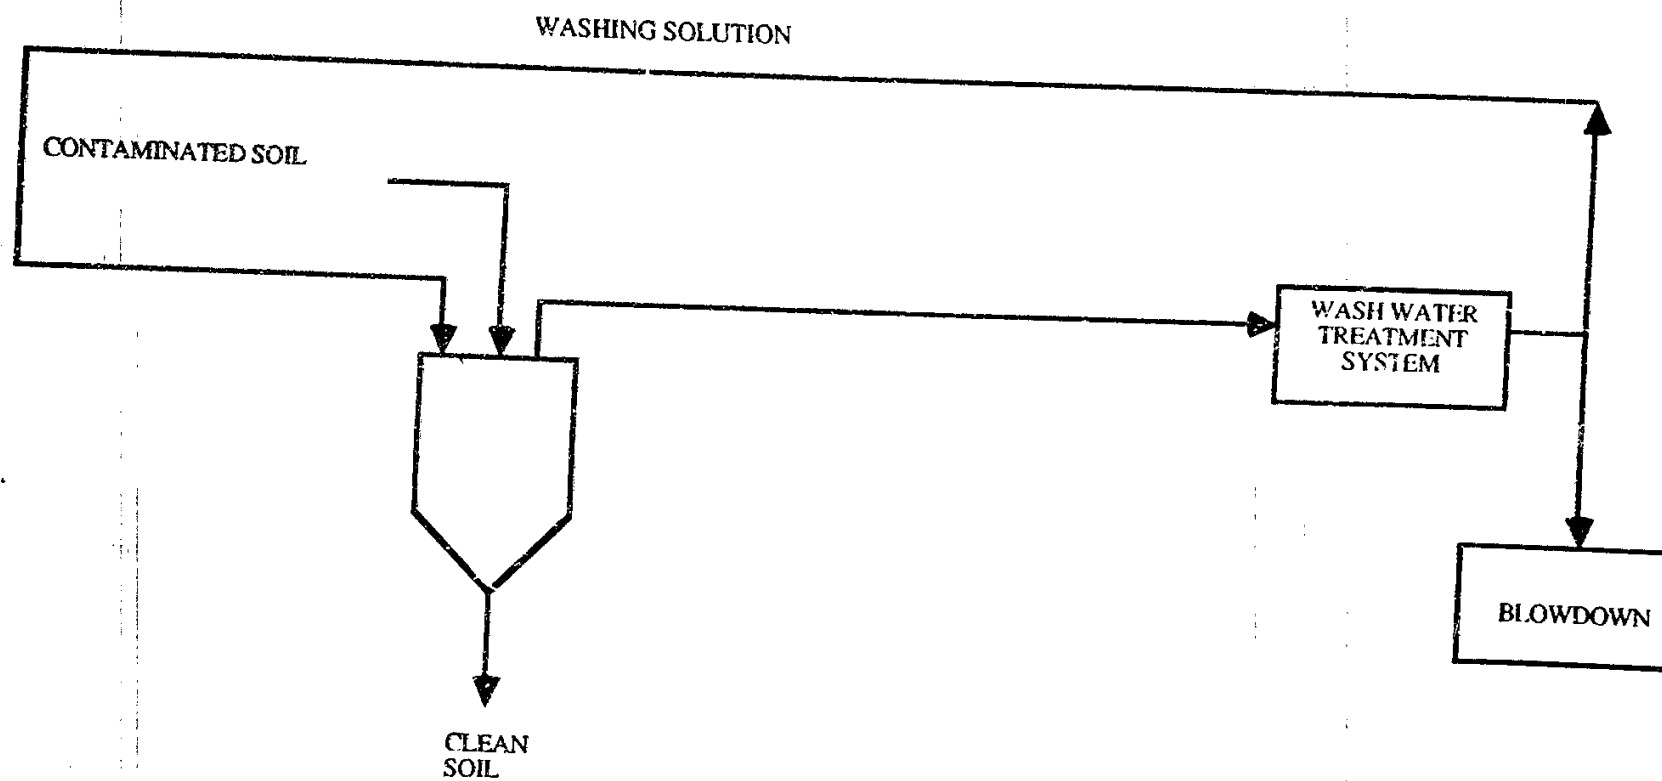 WASHING SOLUTION
CONTAMINATED SOIL
WASH WATER
TREATMENT
SYSTEM
BLOWDOWN
CLEAN
SOIL